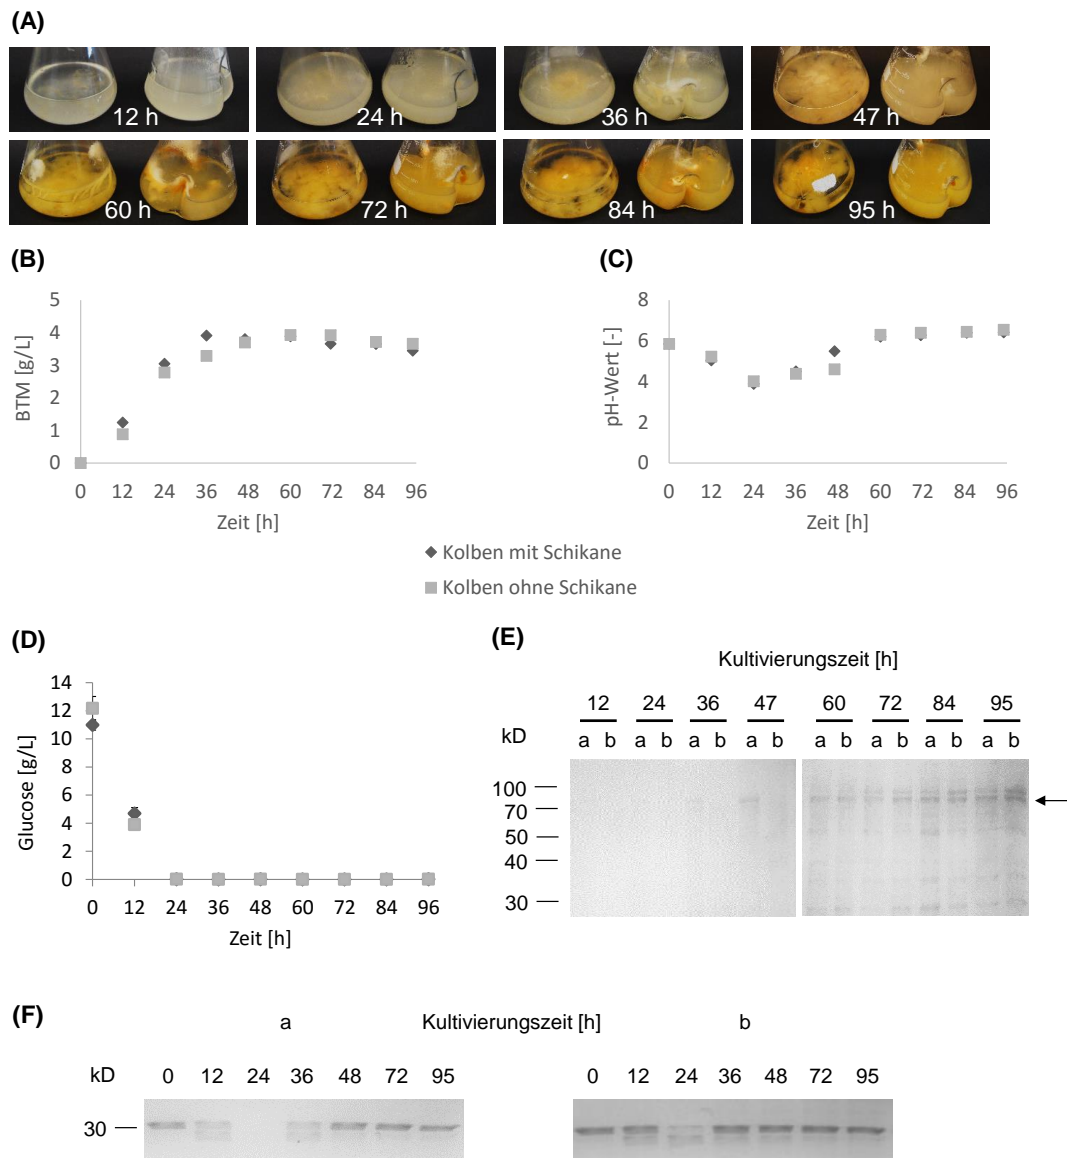 (A)
12 h 24 h 36 h 47 h
60 h 72 h 84 h 95 h
(B)
5
4
3
2
1
0
BTM [g/L]
0 12 24 36 48 60 72 84 96
Zeit [h]
(C)
8
6
4
2
0
pH-Wert [-]
0 12 24 36 48 60 72 84 96
Zeit [h]
Kolben mit Schikane
Kolben ohne Schikane
(D)
14
12
10
8
6
4
2
0
Glucose [g/L]
0 12 24 36 48 60 72 84 96
Zeit [h]
(E)
Kultivierungszeit [h]
12 24 36 47 60 72 84 95
kD a b a b a b a b a b a b a b a b
100
70
50
40
30
(F)
a Kultivierungszeit [h] b
kD 0 12 24 36 48 72 95 0 12 24 36 48 72 95
30